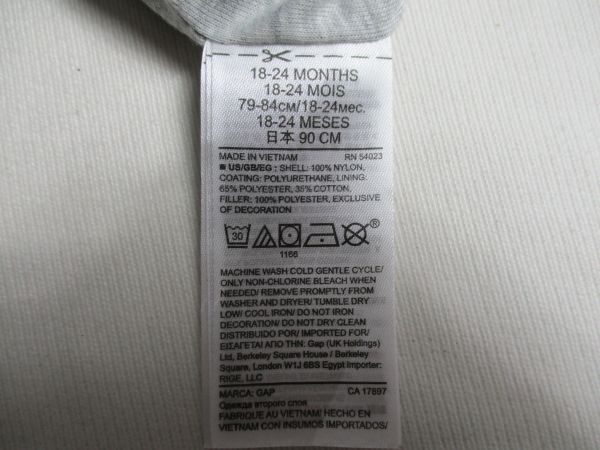 18-24 MONTHS
18-24 MOIS
79-84см/18-24мес.
18-24 MESES
日本 90 CM
MADE IN VIETNAM RN 54023
■ US/GB/EG : SHELL: 100% NYLON,
COATING: POLYURETHANE, LINING:
65% POLYESTER, 35% COTTON,
FILLER: 100% POLYESTER, EXCLUSIVE
OF DECORATION
30 ®
1166
MACHINE WASH COLD GENTLE CYCLE/
ONLY NON-CHLORINE BLEACH WHEN
NEEDED/ REMOVE PROMPTLY FROM
WASHER AND DRYER/ TUMBLE DRY
LOW/ COOL IRON/ DO NOT IRON
DECORATION/ DO NOT DRY CLEAN
DISTRIBUIDO POR/ IMPORTED FOR/
ΕΙΣΑΓΕΤΑΙ ΑΠΟ ΤΗΝ: Gap (UK Holdings)
Ltd, Berkeley Square House / Berkeley
Square, London W1J 6BS Egypt Importer:
RIGE, LLC
MARCA: GAP CA 17897
Одежда второго слоя
FABRIQUÉ AU VIETNAM/ HECHO EN
VIETNAM CON INSUMOS IMPORTADOS/